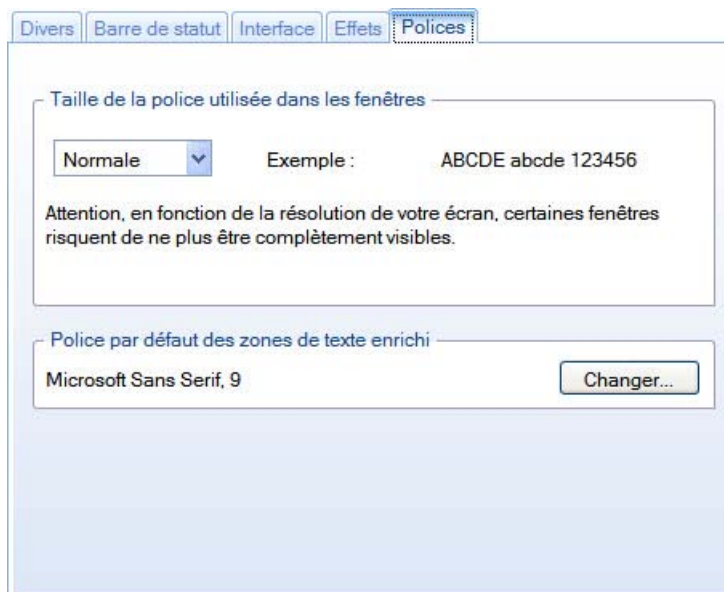 Divers Barre de statut Interface Effets Polices
Taille de la police utilisée dans les fenêtres
Normale Exemple : ABCDE abcde 123456
Attention, en fonction de la résolution de votre écran, certaines fenêtres
risquent de ne plus être complètement visibles.
Police par défaut des zones de texte enrichi
Microsoft Sans Serif, 9 Changer...